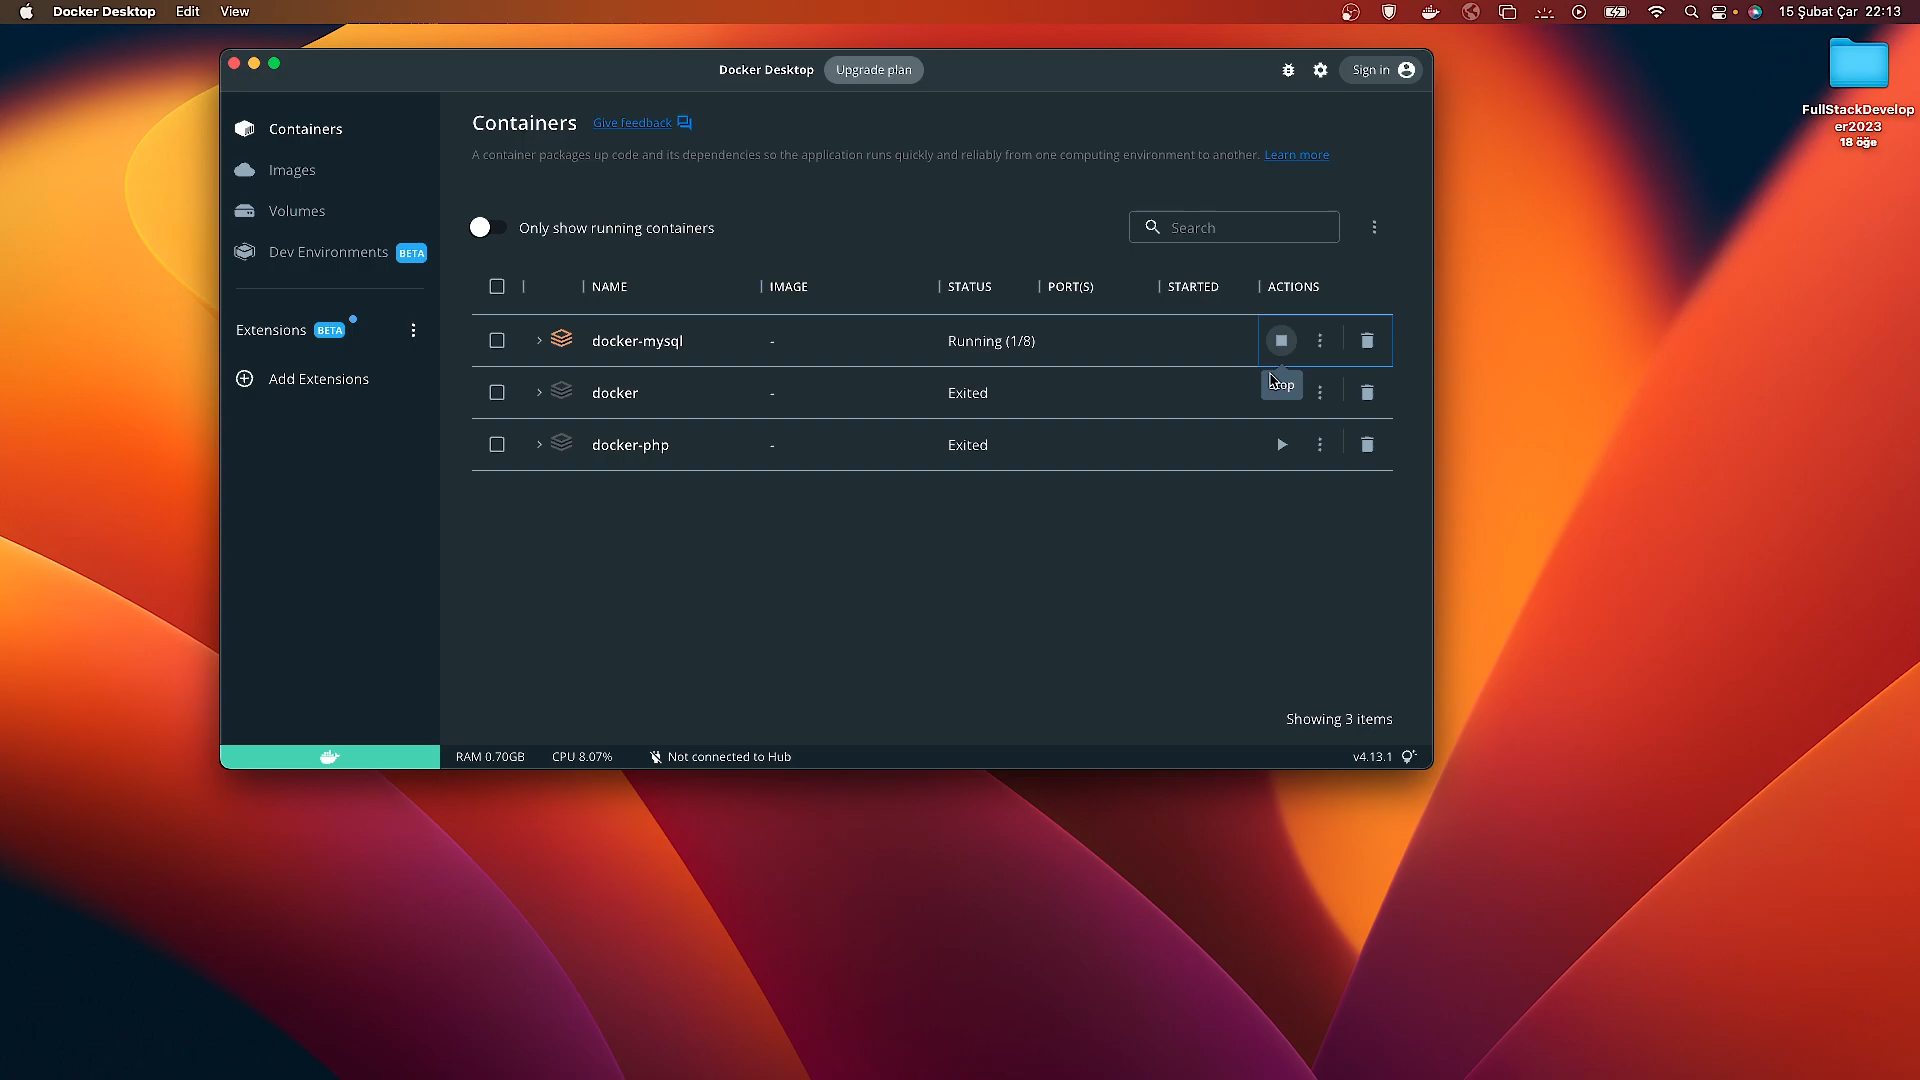 Docker Desktop Edit View 15 Şubat Çar 22:13
FullStackDevelop
er2023
18 öğe
Docker Desktop Upgrade plan Sign in
Containers
Images
Volumes
Dev Environments BETA
Extensions BETA
Add Extensions
Containers Give feedback
A container packages up code and its dependencies so the application runs quickly and reliably from one computing environment to another. Learn more
Only show running containers Search
NAME IMAGE STATUS PORT(S) STARTED ACTIONS
docker-mysql - Running (1/8)
Stop
docker - Exited
docker-php - Exited
Showing 3 items
RAM 0.70GB CPU 8.07% Not connected to Hub v4.13.1